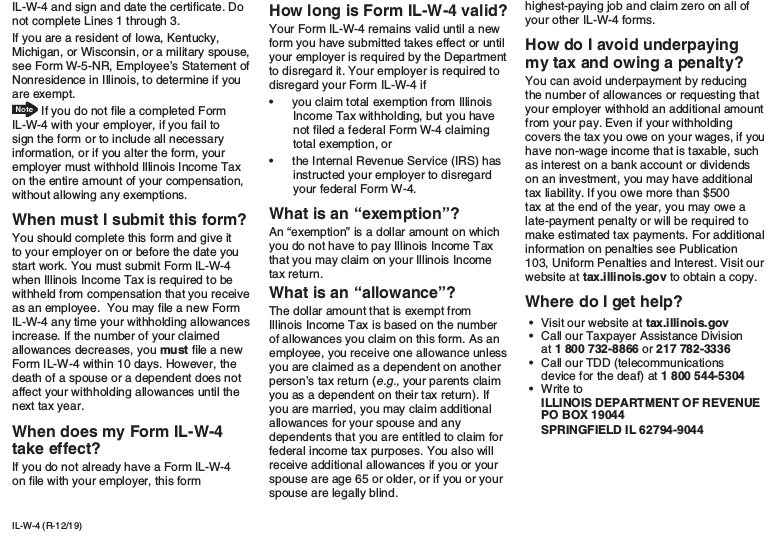 IL-W-4 and sign and date the certificate. Do
not complete Lines 1 through 3.
If you are a resident of Iowa, Kentucky,
Michigan, or Wisconsin, or a military spouse,
see Form W-5-NR, Employee’s Statement of
Nonresidence in Illinois, to determine if you
are exempt.
Note If you do not file a completed Form
IL-W-4 with your employer, if you fail to
sign the form or to include all necessary
information, or if you alter the form, your
employer must withhold Illinois Income Tax
on the entire amount of your compensation,
without allowing any exemptions.
When must I submit this form?
You should complete this form and give it
to your employer on or before the date you
start work. You must submit Form IL-W-4
when Illinois Income Tax is required to be
withheld from compensation that you receive
as an employee.  You may file a new Form
IL-W-4 any time your withholding allowances
increase. If the number of your claimed
allowances decreases, you must file a new
Form IL-W-4 within 10 days. However, the
death of a spouse or a dependent does not
affect your withholding allowances until the
next tax year.
When does my Form IL-W-4
take effect?
If you do not already have a Form IL-W-4
on file with your employer, this form
How long is Form IL-W-4 valid?
Your Form IL-W-4 remains valid until a new
form you have submitted takes effect or until
your employer is required by the Department
to disregard it. Your employer is required to
disregard your Form IL-W-4 if
• you claim total exemption from Illinois
Income Tax withholding, but you have
not filed a federal Form W-4 claiming
total exemption, or
• the Internal Revenue Service (IRS) has
instructed your employer to disregard
your federal Form W-4.
What is an “exemption”?
An “exemption” is a dollar amount on which
you do not have to pay Illinois Income Tax
that you may claim on your Illinois Income
tax return.
What is an “allowance”?
The dollar amount that is exempt from
Illinois Income Tax is based on the number
of allowances you claim on this form. As an
employee, you receive one allowance unless
you are claimed as a dependent on another
person’s tax return (e.g., your parents claim
you as a dependent on their tax return). If
you are married, you may claim additional
allowances for your spouse and any
dependents that you are entitled to claim for
federal income tax purposes. You also will
receive additional allowances if you or your
spouse are age 65 or older, or if you or your
spouse are legally blind.
highest-paying job and claim zero on all of
your other IL-W-4 forms.
How do I avoid underpaying
my tax and owing a penalty?
You can avoid underpayment by reducing
the number of allowances or requesting that
your employer withhold an additional amount
from your pay. Even if your withholding
covers the tax you owe on your wages, if you
have non-wage income that is taxable, such
as interest on a bank account or dividends
on an investment, you may have additional
tax liability. If you owe more than $500
tax at the end of the year, you may owe a
late-payment penalty or will be required to
make estimated tax payments. For additional
information on penalties see Publication
103, Uniform Penalties and Interest. Visit our
website at tax.illinois.gov to obtain a copy.
Where do I get help?
• Visit our website at tax.illinois.gov
• Call our Taxpayer Assistance Division
at 1 800 732-8866 or 217 782-3336
• Call our TDD (telecommunications
device for the deaf) at 1 800 544-5304
• Write to
ILLINOIS DEPARTMENT OF REVENUE
PO BOX 19044
SPRINGFIELD IL 62794-9044
IL-W-4 (R-12/19)